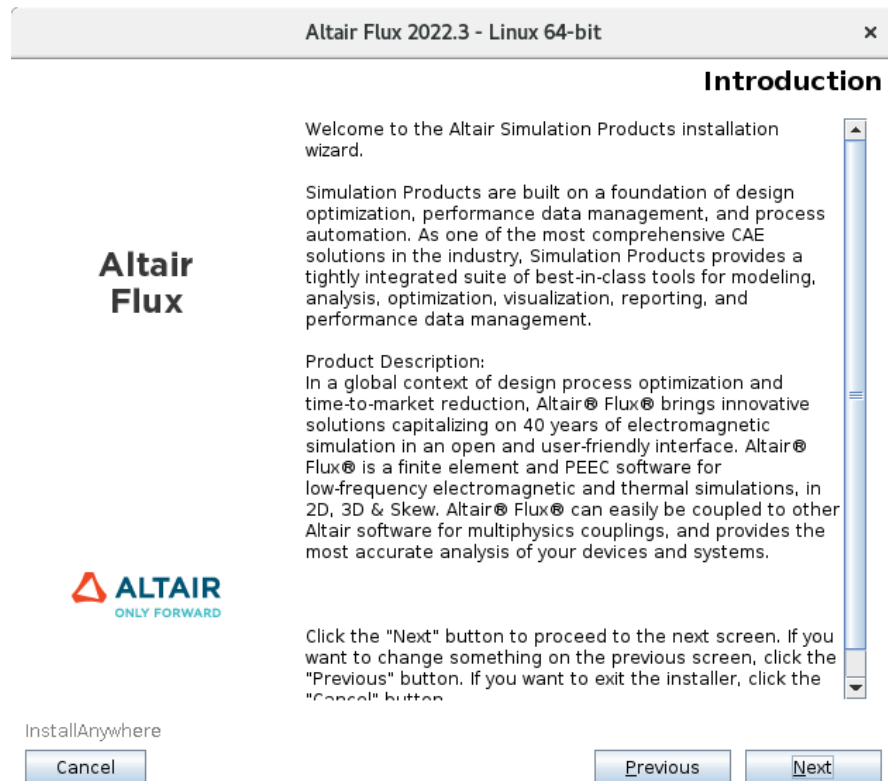 Altair Flux 2022.3 - Linux 64-bit
Introduction
Welcome to the Altair Simulation Products installation
wizard.
Simulation Products are built on a foundation of design
optimization, performance data management, and process
automation. As one of the most comprehensive CAE
solutions in the industry, Simulation Products provides a
tightly integrated suite of best-in-class tools for modeling,
analysis, optimization, visualization, reporting, and
performance data management.
Product Description:
In a global context of design process optimization and
time-to-market reduction, Altair® Flux® brings innovative
solutions capitalizing on 40 years of electromagnetic
simulation in an open and user-friendly interface. Altair®
Flux® is a finite element and PEEC software for
low-frequency electromagnetic and thermal simulations, in
2D, 3D & Skew. Altair® Flux® can easily be coupled to other
Altair software for multiphysics couplings, and provides the
most accurate analysis of your devices and systems.
Click the "Next" button to proceed to the next screen. If you
want to change something on the previous screen, click the
"Previous" button. If you want to exit the installer, click the
"Cancel" button
Altair
Flux
ALTAIR
ONLY FORWARD
InstallAnywhere
Cancel
Previous
Next